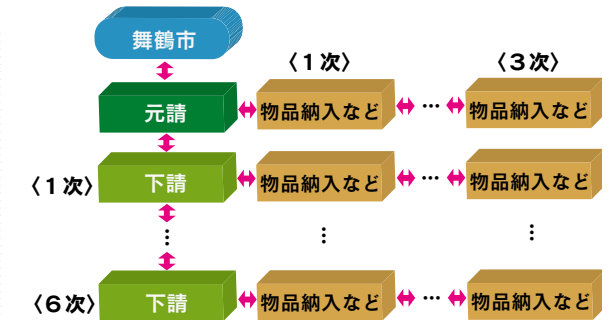 舞鶴市
〈1次〉
〈3次〉
元請
物品納入など
…
物品納入など
〈1次〉
下請
物品納入など
…
物品納入など
⋮
⋮
⋮
〈6次〉
下請
物品納入など
…
物品納入など